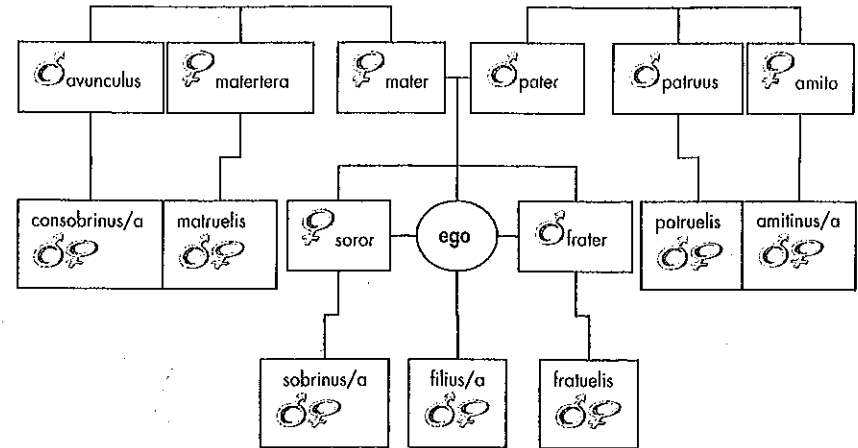 avunculus
matertera
mater
pater
patruus
amita
consobrinus/a
matruelis
soror
ego
frater
patruelis
amitinus/a
sobrinus/a
filius/a
fratuelis